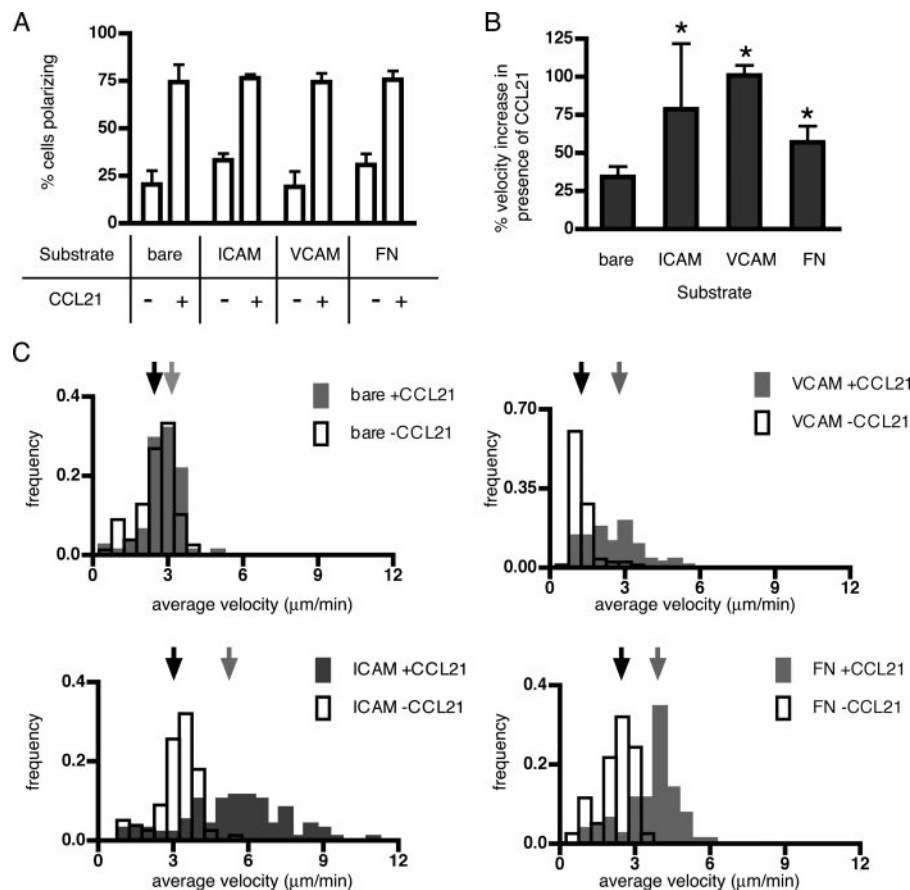 A
% cells polarizing
100
75
50
25
0
Substrate bare ICAM VCAM FN
CCL21 - + - + - + - +
B
% velocity increase in
presence of CCL21
125
100
75
50
25
0
* * *
bare ICAM VCAM FN
Substrate
C
frequency
0.4
0.2
0.0
0 3 6 9 12
average velocity (μm/min)
bare +CCL21
bare -CCL21
frequency
0.70
0.35
0.00
0 3 6 9 12
average velocity (μm/min)
VCAM +CCL21
VCAM -CCL21
frequency
0.4
0.2
0.0
0 3 6 9 12
average velocity (μm/min)
ICAM +CCL21
ICAM -CCL21
frequency
0.4
0.2
0.0
0 3 6 9 12
average velocity (μm/min)
FN +CCL21
FN -CCL21